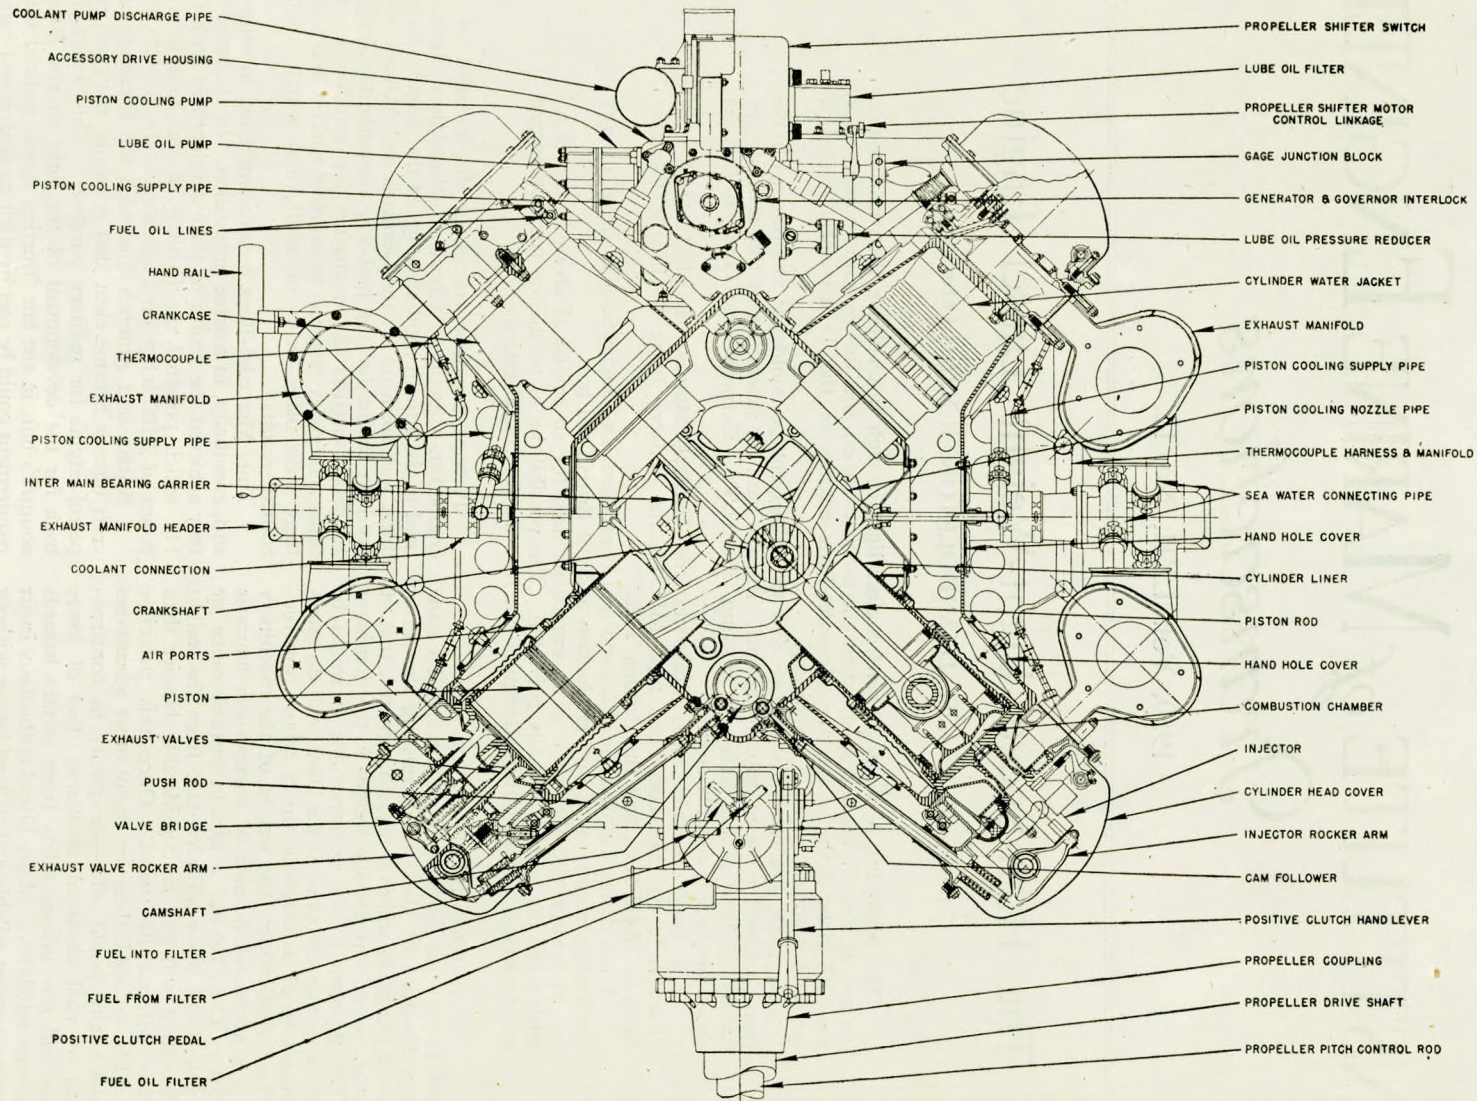 COOLANT PUMP DISCHARGE PIPE
ACCESSORY DRIVE HOUSING
PISTON COOLING PUMP
LUBE OIL PUMP
PISTON COOLING SUPPLY PIPE
FUEL OIL LINES
HAND RAIL
CRANKCASE
THERMOCOUPLE
EXHAUST MANIFOLD
PISTON COOLING SUPPLY PIPE
INTER MAIN BEARING CARRIER
EXHAUST MANIFOLD HEADER
COOLANT CONNECTION
CRANKSHAFT
AIR PORTS
PISTON
EXHAUST VALVES
PUSH ROD
VALVE BRIDGE
EXHAUST VALVE ROCKER ARM
CAMSHAFT
FUEL INTO FILTER
FUEL FROM FILTER
POSITIVE CLUTCH PEDAL
FUEL OIL FILTER
PROPELLER SHIFTER SWITCH
LUBE OIL FILTER
PROPELLER SHIFTER MOTOR
CONTROL LINKAGE
GAGE JUNCTION BLOCK
GENERATOR & GOVERNOR INTERLOCK
LUBE OIL PRESSURE REDUCER
CYLINDER WATER JACKET
EXHAUST MANIFOLD
PISTON COOLING SUPPLY PIPE
PISTON COOLING NOZZLE PIPE
THERMOCOUPLE HARNESS & MANIFOLD
SEA WATER CONNECTING PIPE
HAND HOLE COVER
CYLINDER LINER
PISTON ROD
HAND HOLE COVER
COMBUSTION CHAMBER
INJECTOR
CYLINDER HEAD COVER
INJECTOR ROCKER ARM
CAM FOLLOWER
POSITIVE CLUTCH HAND LEVER
PROPELLER COUPLING
PROPELLER DRIVE SHAFT
PROPELLER PITCH CONTROL ROD